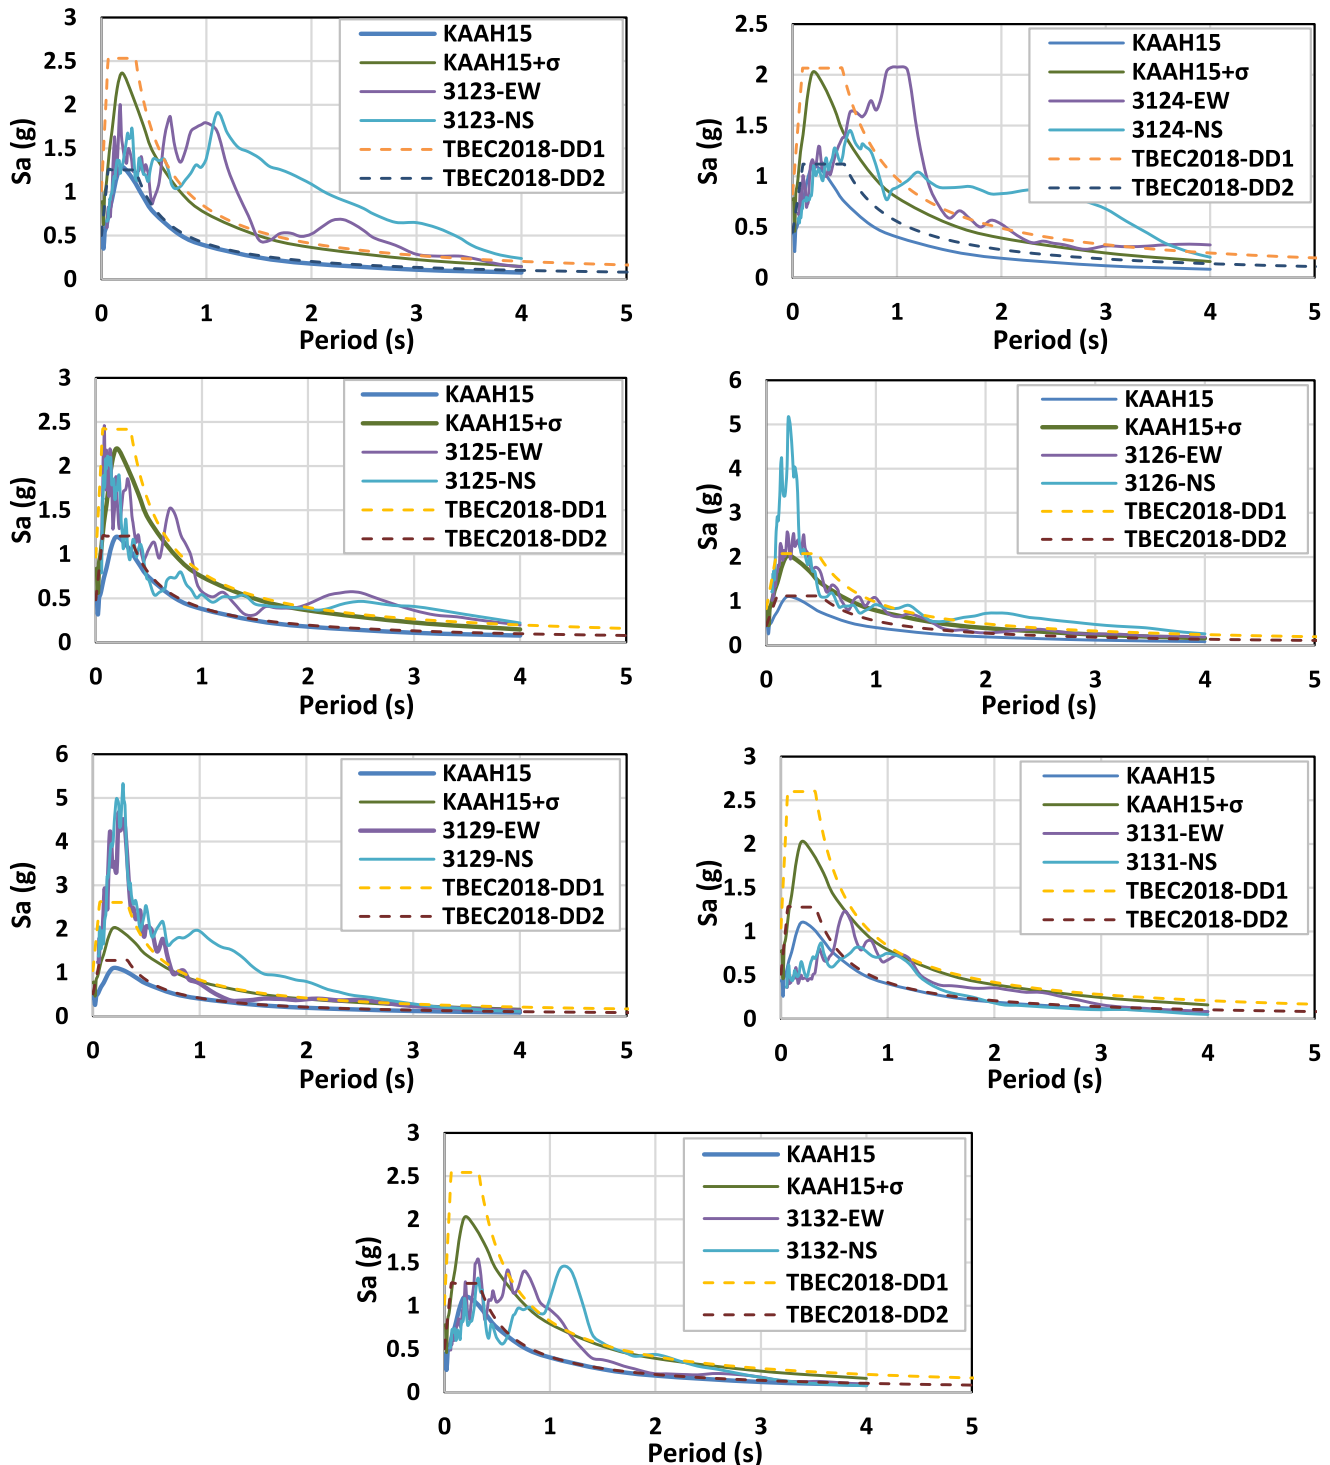 3
2.5
2
1.5
1
0.5
0
Sa (g)
KAAH15
KAAH15+σ
3123-EW
3123-NS
TBEC2018-DD1
TBEC2018-DD2
0 1 2 3 4 5
Period (s)
2.5
2
1.5
1
0.5
0
Sa (g)
KAAH15
KAAH15+σ
3124-EW
3124-NS
TBEC2018-DD1
TBEC2018-DD2
0 1 2 3 4 5
Period (s)
3
2.5
2
1.5
1
0.5
0
Sa (g)
KAAH15
KAAH15+σ
3125-EW
3125-NS
TBEC2018-DD1
TBEC2018-DD2
0 1 2 3 4 5
Period (s)
6
5
4
3
2
1
0
Sa (g)
KAAH15
KAAH15+σ
3126-EW
3126-NS
TBEC2018-DD1
TBEC2018-DD2
0 1 2 3 4 5
Period (s)
6
5
4
3
2
1
0
Sa (g)
KAAH15
KAAH15+σ
3129-EW
3129-NS
TBEC2018-DD1
TBEC2018-DD2
0 1 2 3 4 5
Period (s)
3
2.5
2
1.5
1
0.5
0
Sa (g)
KAAH15
KAAH15+σ
3131-EW
3131-NS
TBEC2018-DD1
TBEC2018-DD2
0 1 2 3 4 5
Period (s)
3
2.5
2
1.5
1
0.5
0
Sa (g)
KAAH15
KAAH15+σ
3132-EW
3132-NS
TBEC2018-DD1
TBEC2018-DD2
0 1 2 3 4 5
Period (s)